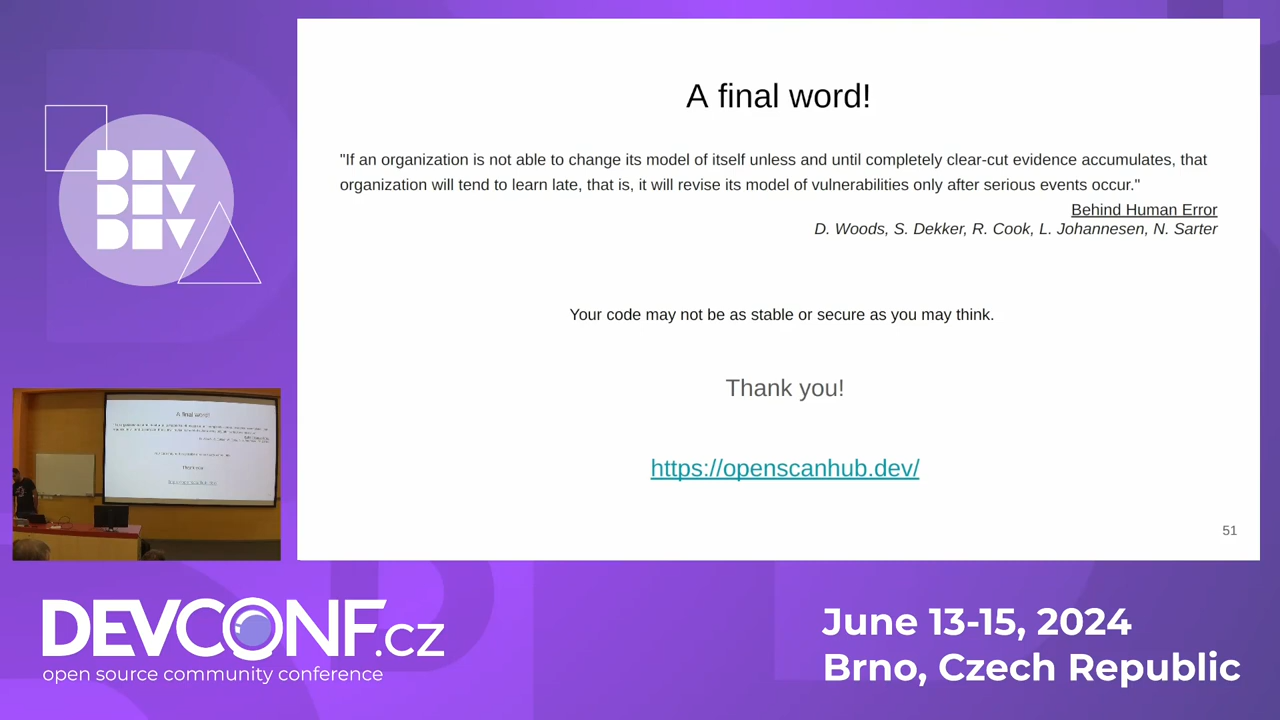 A final word!
"If an organization is not able to change its model of itself unless and until completely clear-cut evidence accumulates, that
organization will tend to learn late, that is, it will revise its model of vulnerabilities only after serious events occur."
Behind Human Error
D. Woods, S. Dekker, R. Cook, L. Johannesen, N. Sarter
Your code may not be as stable or secure as you may think.
Thank you!
https://openscanhub.dev/
51
DEV
DEV
DEV
A final word!
Thank you!
DEVCONF.cz
open source community conference
June 13-15, 2024
Brno, Czech Republic